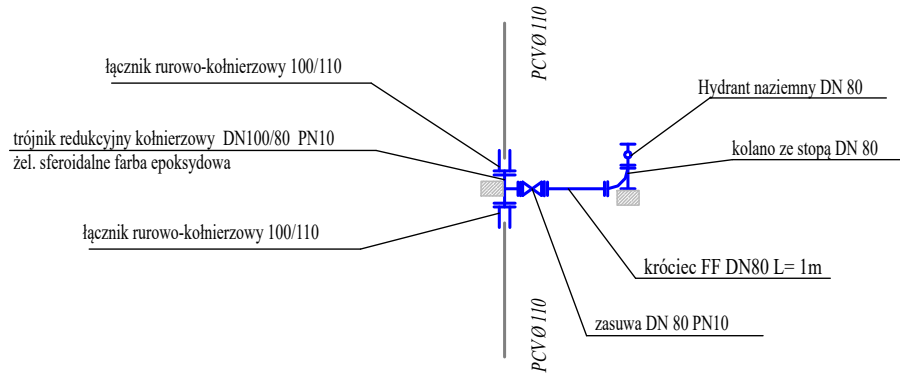 PCVØ 110
łącznik rurowo-kołnierzowy 100/110
Hydrant naziemny DN 80
trójnik redukcyjny kołnierzowy DN100/80 PN10
żel. sferoidalne farba epoksydowa
kolano ze stopą DN 80
łącznik rurowo-kołnierzowy 100/110
króciec FF DN80 L= 1m
zasuwa DN 80 PN10
PCVØ 110